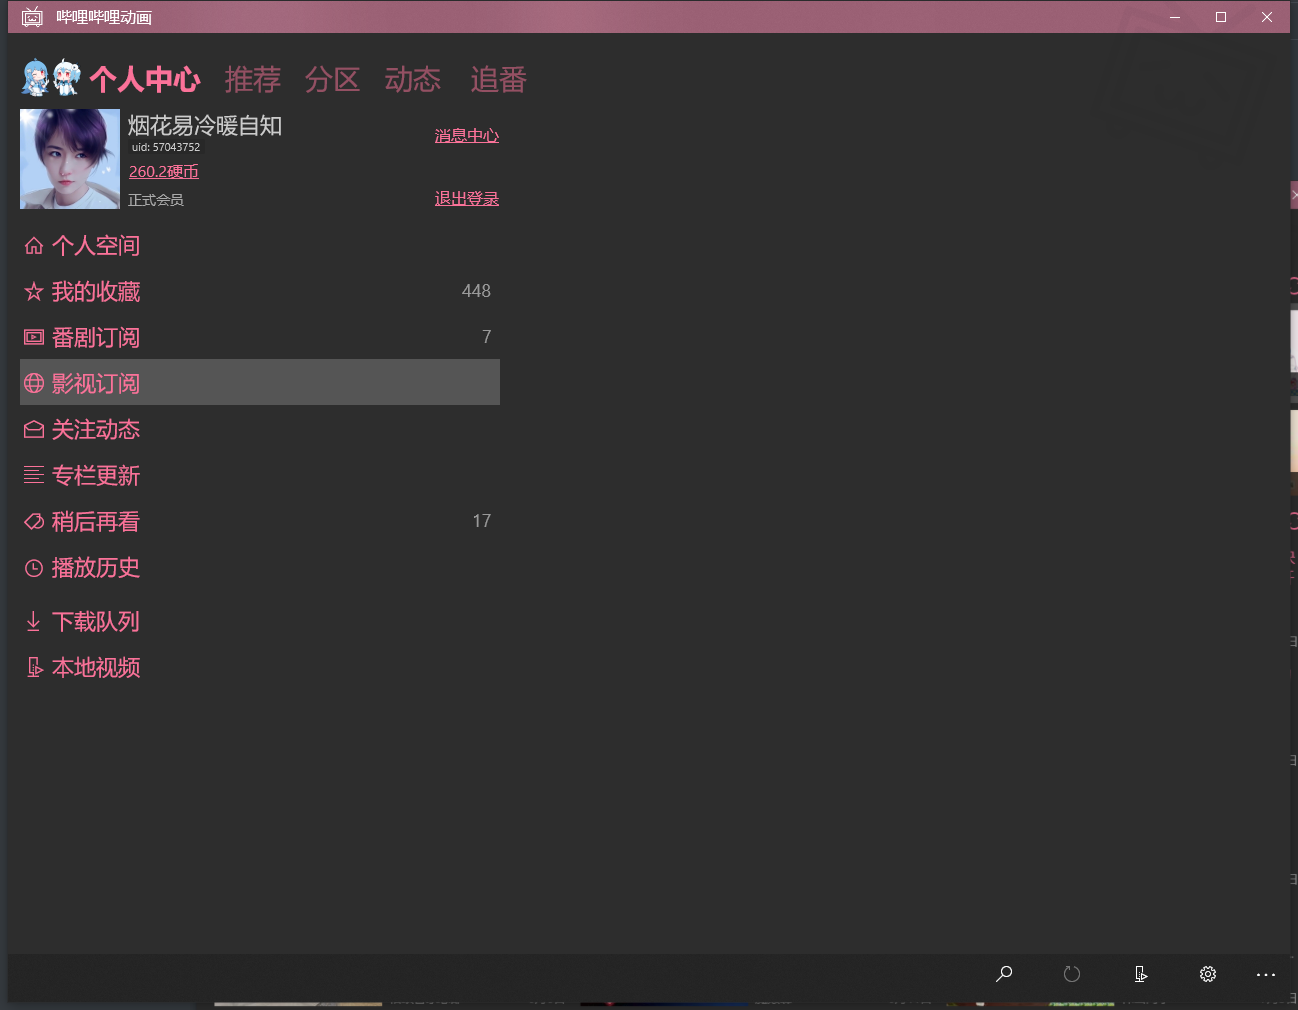 哔哩哔哩动画
个人中心 推荐 分区 动态 追番
烟花易冷暖自知
uid: 57043752
260.2硬币
正式会员
消息中心
退出登录
个人空间
我的收藏 448
番剧订阅 7
影视订阅
关注动态
专栏更新
稍后再看 17
播放历史
下载队列
本地视频